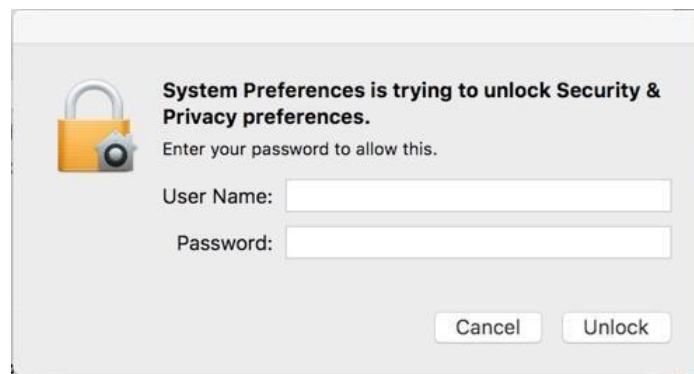 System Preferences is trying to unlock Security &
Privacy preferences.
Enter your password to allow this.
User Name:
Password:
Cancel
Unlock